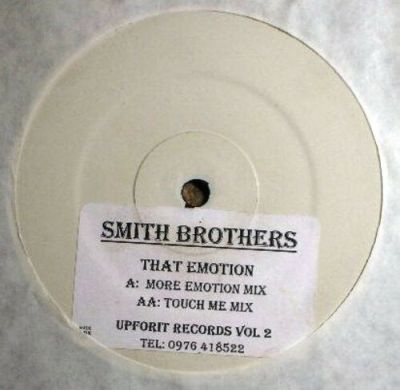 SMITH BROTHERS
THAT EMOTION
A: MORE EMOTION MIX
AA: TOUCH ME MIX
UPFORIT RECORDS VOL 2
TEL: 0976 418522